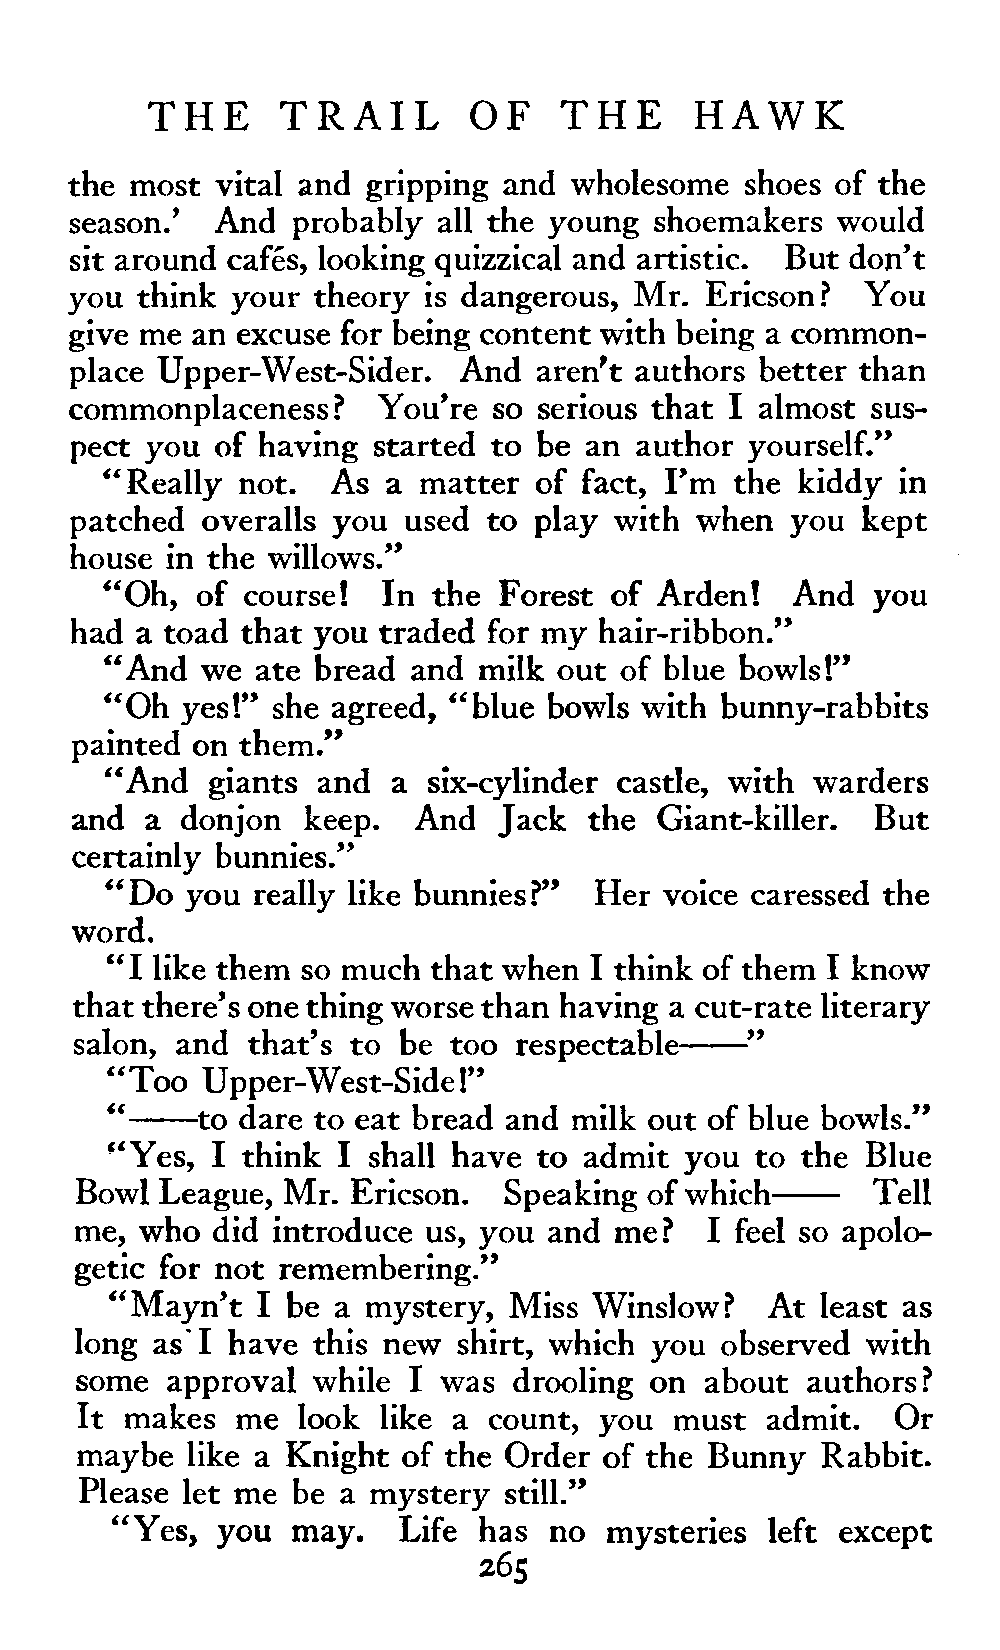 THE TRAIL OF THE HAWK
the most vital and gripping and wholesome shoes of the
season.' And probably all the young shoemakers would
sit around cafés, looking quizzical and artistic. But don't
you think your theory is dangerous, Mr. Ericson? You
give me an excuse for being content with being a common-
place Upper-West-Sider. And aren't authors better than
commonplaceness? You're so serious that I almost sus-
pect you of having started to be an author yourself."
"Really not. As a matter of fact, I'm the kiddy in
patched overalls you used to play with when you kept
house in the willows."
"Oh, of course! In the Forest of Arden! And you
had a toad that you traded for my hair-ribbon."
"And we ate bread and milk out of blue bowls!"
"Oh yes!" she agreed, "blue bowls with bunny-rabbits
painted on them."
"And giants and a six-cylinder castle, with warders
and a donjon keep. And Jack the Giant-killer. But
certainly bunnies."
"Do you really like bunnies?" Her voice caressed the
word.
"I like them so much that when I think of them I know
that there's one thing worse than having a cut-rate literary
salon, and that's to be too respectable——"
"Too Upper-West-Side!"
"——to dare to eat bread and milk out of blue bowls."
"Yes, I think I shall have to admit you to the Blue
Bowl League, Mr. Ericson. Speaking of which—— Tell
me, who did introduce us, you and me? I feel so apolo-
getic for not remembering."
"Mayn't I be a mystery, Miss Winslow? At least as
long as I have this new shirt, which you observed with
some approval while I was drooling on about authors?
It makes me look like a count, you must admit. Or
maybe like a Knight of the Order of the Bunny Rabbit.
Please let me be a mystery still."
"Yes, you may. Life has no mysteries left except
265